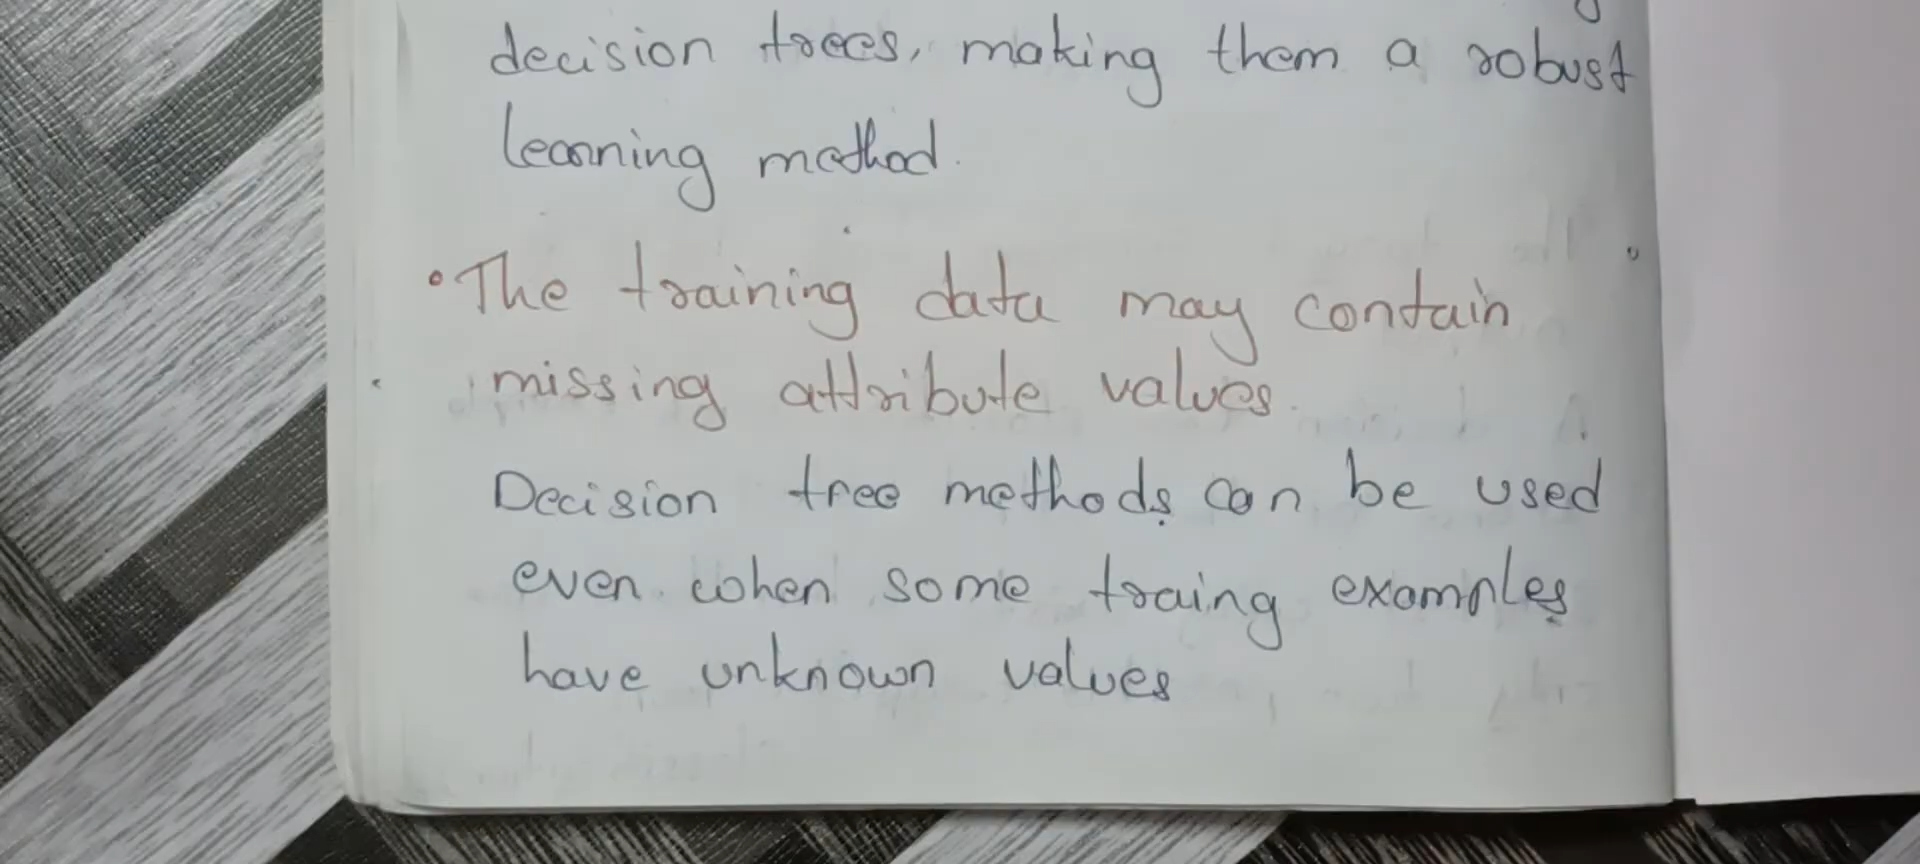 decision trees, making them a robust
learning method.
• The training data may contain
missing attribute values.
Decision tree methods can be used
even when some traing examples
have unknown values